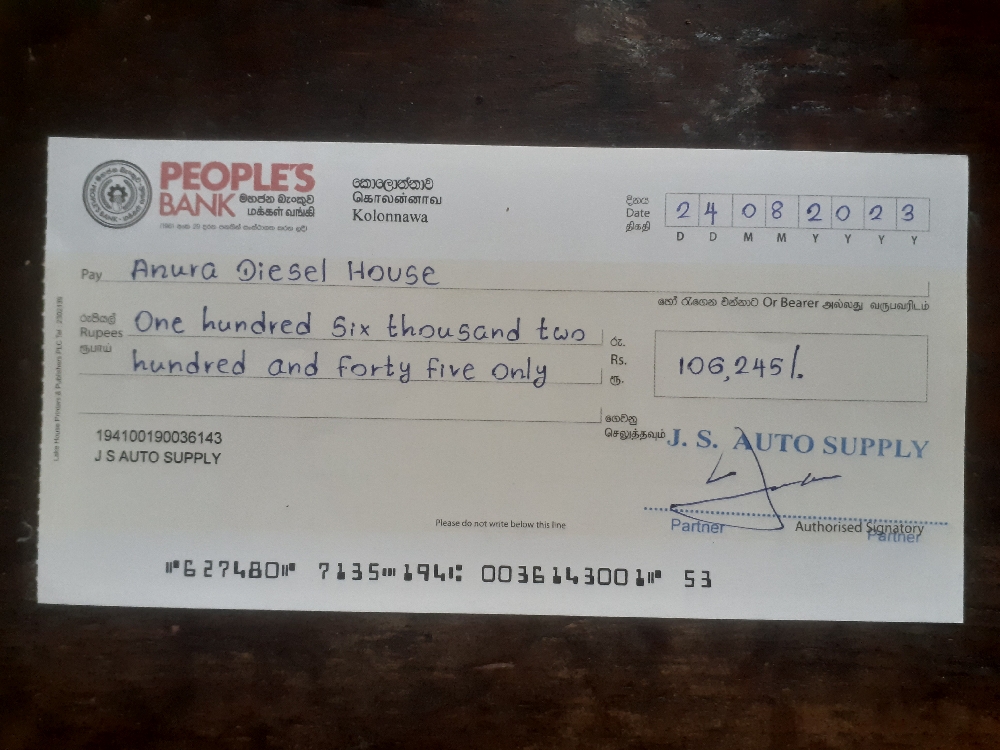 PEOPLE'S
BANK මහජන බැංකුව
மக்கள் வங்கி
කොලොන්නාව
கொலன்னாவ
Kolonnawa
දිනය
Date
திகதி
2 4 0 8 2 0 2 3
D D M M Y Y Y Y
Pay Anura Diesel House
හෝ රැගෙන එන්නාට Or Bearer அல்லது வருபவரிடம்
රුපියල්
Rupees
ரூபாய்
One hundred six thousand two
hundred and forty five only
රු.
Rs.
ரூ.
106,245/.
ගෙවනු
செலுத்தவும்
194100190036143
J S AUTO SUPPLY
J. S. AUTO SUPPLY
Partner
Authorised Signatory
Partner
Please do not write below this line
⑈627480⑈ 7135⑉194⑆ 0036143001⑈ 53